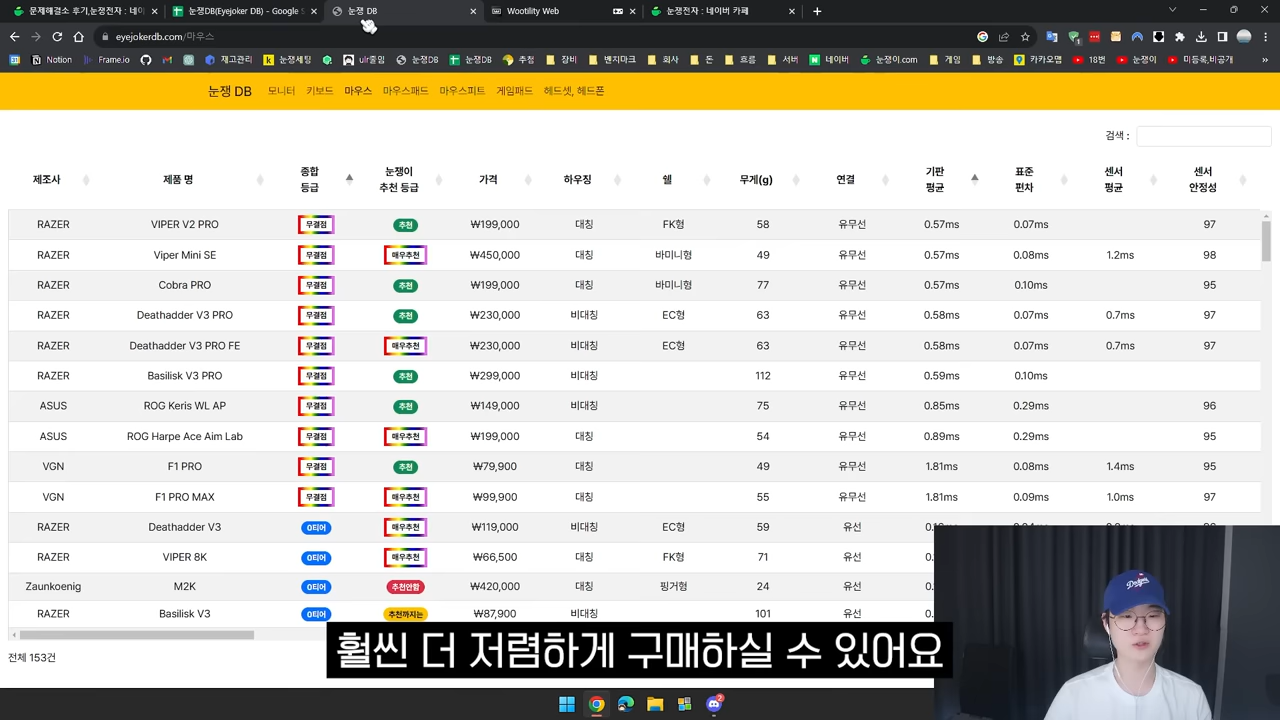 문제해결소 후기,눈쟁전자 : 네이
눈쟁DB(Eyejoker DB) - Google S
눈쟁 DB
Wootility Web
눈쟁전자 : 네이버 카페
eyejokerdb.com/마우스
Notion
Frame.io
재고관리
눈쟁세팅
ulr줄임
눈쟁DB
눈쟁DB
추정
장비
벤치마크
회사
돈
흐름
서버
네이버
눈쟁이.com
게임
방송
카카오맵
18번
눈쟁이
미등록,비공개
눈쟁 DB 모니터 키보드 마우스 마우스패드 마우스피트 게임패드 헤드셋, 헤드폰
검색 :
제조사 제품 명 종합 등급 눈쟁이 추천 등급 가격 하우징 쉘 무게(g) 연결 기판 평균 표준 편차 센서 평균 센서 안정성
RAZER VIPER V2 PRO 무결점 추천 ₩199,000 대칭 FK형 58 유무선 0.57ms 0.07ms 97
RAZER Viper Mini SE 무결점 매우추천 ₩450,000 대칭 바미니형 49 유무선 0.57ms 0.08ms 1.2ms 98
RAZER Cobra PRO 무결점 추천 ₩199,000 대칭 바미니형 77 유무선 0.57ms 0.10ms 95
RAZER Deathadder V3 PRO 무결점 추천 ₩230,000 비대칭 EC형 63 유무선 0.58ms 0.07ms 0.7ms 97
RAZER Deathadder V3 PRO FE 무결점 매우추천 ₩230,000 비대칭 EC형 63 유무선 0.58ms 0.07ms 0.7ms 97
RAZER Basilisk V3 PRO 무결점 추천 ₩299,000 비대칭 112 유무선 0.59ms 0.10ms
ASUS ROG Keris WL AP 무결점 추천 ₩149,000 비대칭 75 유무선 0.85ms 0.29ms 96
ASUS ROG Harpe Ace Aim Lab 무결점 매우추천 ₩199,000 대칭 54 유무선 0.89ms 0.29ms 95
VGN F1 PRO 무결점 추천 ₩79,900 대칭 49 유무선 1.81ms 0.08ms 1.4ms 95
VGN F1 PRO MAX 무결점 매우추천 ₩99,900 대칭 55 유무선 1.81ms 0.09ms 1.0ms 97
RAZER Deathadder V3 0티어 매우추천 ₩119,000 비대칭 EC형 59 유선
RAZER VIPER 8K 0티어 매우추천 ₩66,500 대칭 FK형 71 유선
Zaunkoenig M2K 0티어 추천안함 ₩420,000 대칭 핑거형 24 유선
RAZER Basilisk V3 0티어 추천까지는 ₩87,900 비대칭 101 유선
전체 153건
훨씬 더 저렴하게 구매하실 수 있어요
Dodgers
2